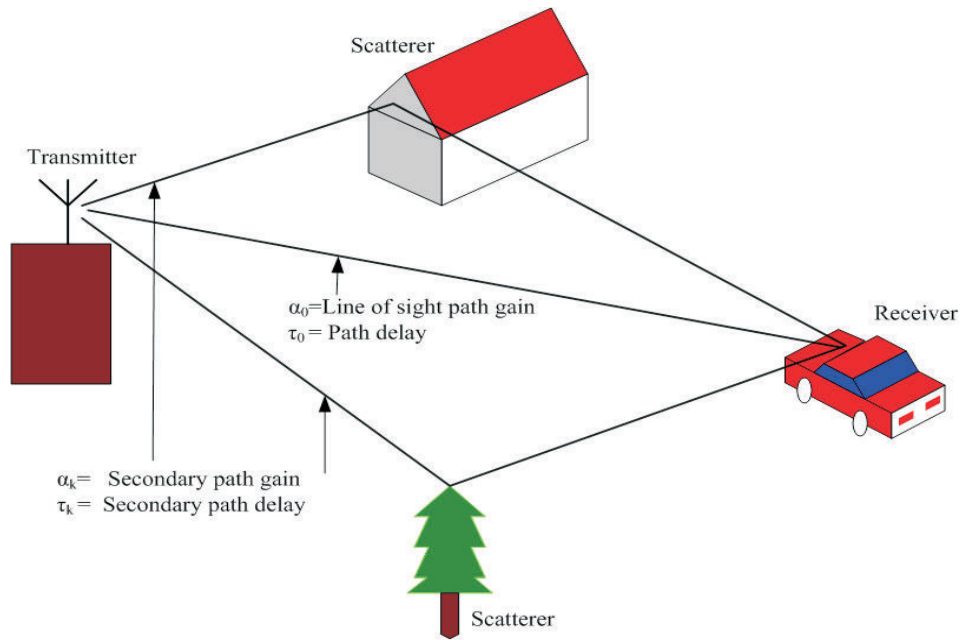 Scatterer
Transmitter
α₀=Line of sight path gain
τ₀ = Path delay
Receiver
αₖ= Secondary path gain
τₖ = Secondary path delay
Scatterer